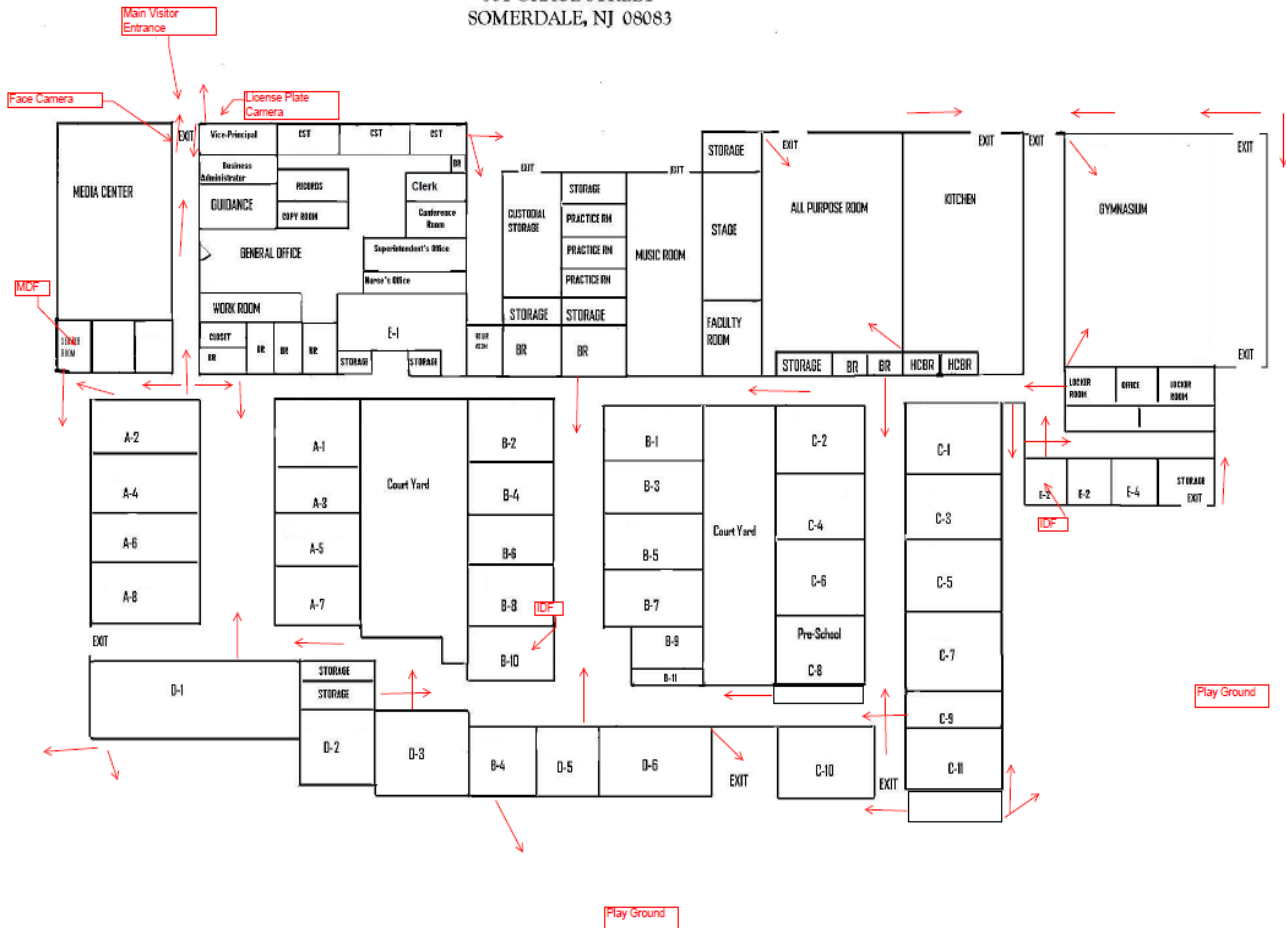 SOMERDALE, NJ 08083
Main Visitor
Entrance
Face Camera
License Plate
Camera
EXIT
Vice-Principal
CST
CST
CST
BR
Business
Administrator
RECORDS
Clerk
GUIDANCE
COPY ROOM
Conference
Room
MEDIA CENTER
GENERAL OFFICE
Superintendent's Office
Nurse's Office
WORK ROOM
E-1
CLOSIT
BR
BR
BR
BR
STORAGE
STORAGE
MDF
SERVER
ROOM
EXIT
CUSTODIAL
STORAGE
STORAGE
PRACTICE RM
PRACTICE RM
PRACTICE RM
STORAGE
STORAGE
BR
BR
EXIT
MUSIC ROOM
STORAGE
STAGE
FACULTY
ROOM
EXIT
ALL PURPOSE ROOM
EXIT
KITCHEN
STORAGE
BR
BR
HCBR
HCBR
EXIT
EXIT
GYMNASIUM
EXIT
LOCKER
ROOM
OFFICE
LOCKER
ROOM
A-2
A-4
A-6
A-8
A-1
A-3
A-5
A-7
Court Yard
B-2
B-4
B-6
B-8
IDF
B-10
B-1
B-3
B-5
B-7
B-9
B-11
Court Yard
C-2
C-4
C-6
Pre-School
C-8
C-1
C-3
C-5
C-7
C-9
C-11
E-2
E-2
E-4
STORAGE
EXIT
IDF
EXIT
D-1
STORAGE
STORAGE
D-2
D-3
B-4
D-5
D-6
EXIT
C-10
EXIT
Play Ground
Play Ground